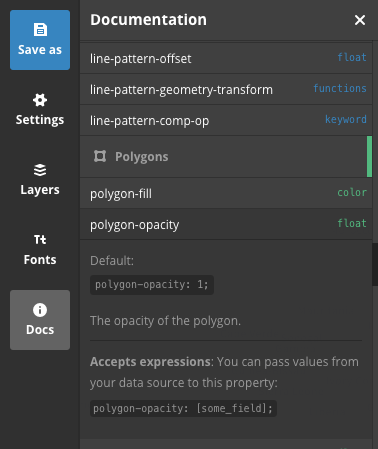 Save as
Settings
Layers
Tt
Fonts
Docs
Documentation
line-pattern-offset float
line-pattern-geometry-transform functions
line-pattern-comp-op keyword
Polygons
polygon-fill color
polygon-opacity float
Default:
polygon-opacity: 1;
The opacity of the polygon.
Accepts expressions: You can pass values from
your data source to this property:
polygon-opacity: [some_field];